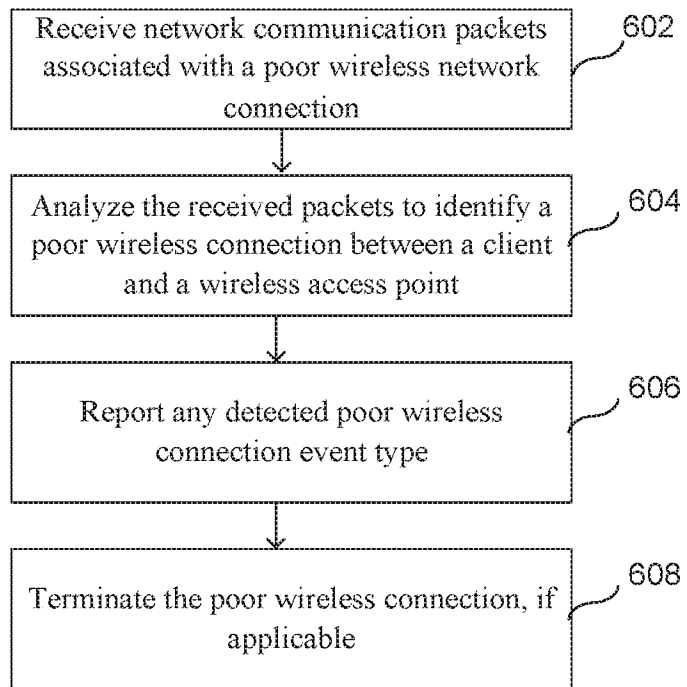 Receive network communication packets
associated with a poor wireless network
connection
602
Analyze the received packets to identify a
poor wireless connection between a client
and a wireless access point
604
Report any detected poor wireless
connection event type
606
Terminate the poor wireless connection, if
applicable
608